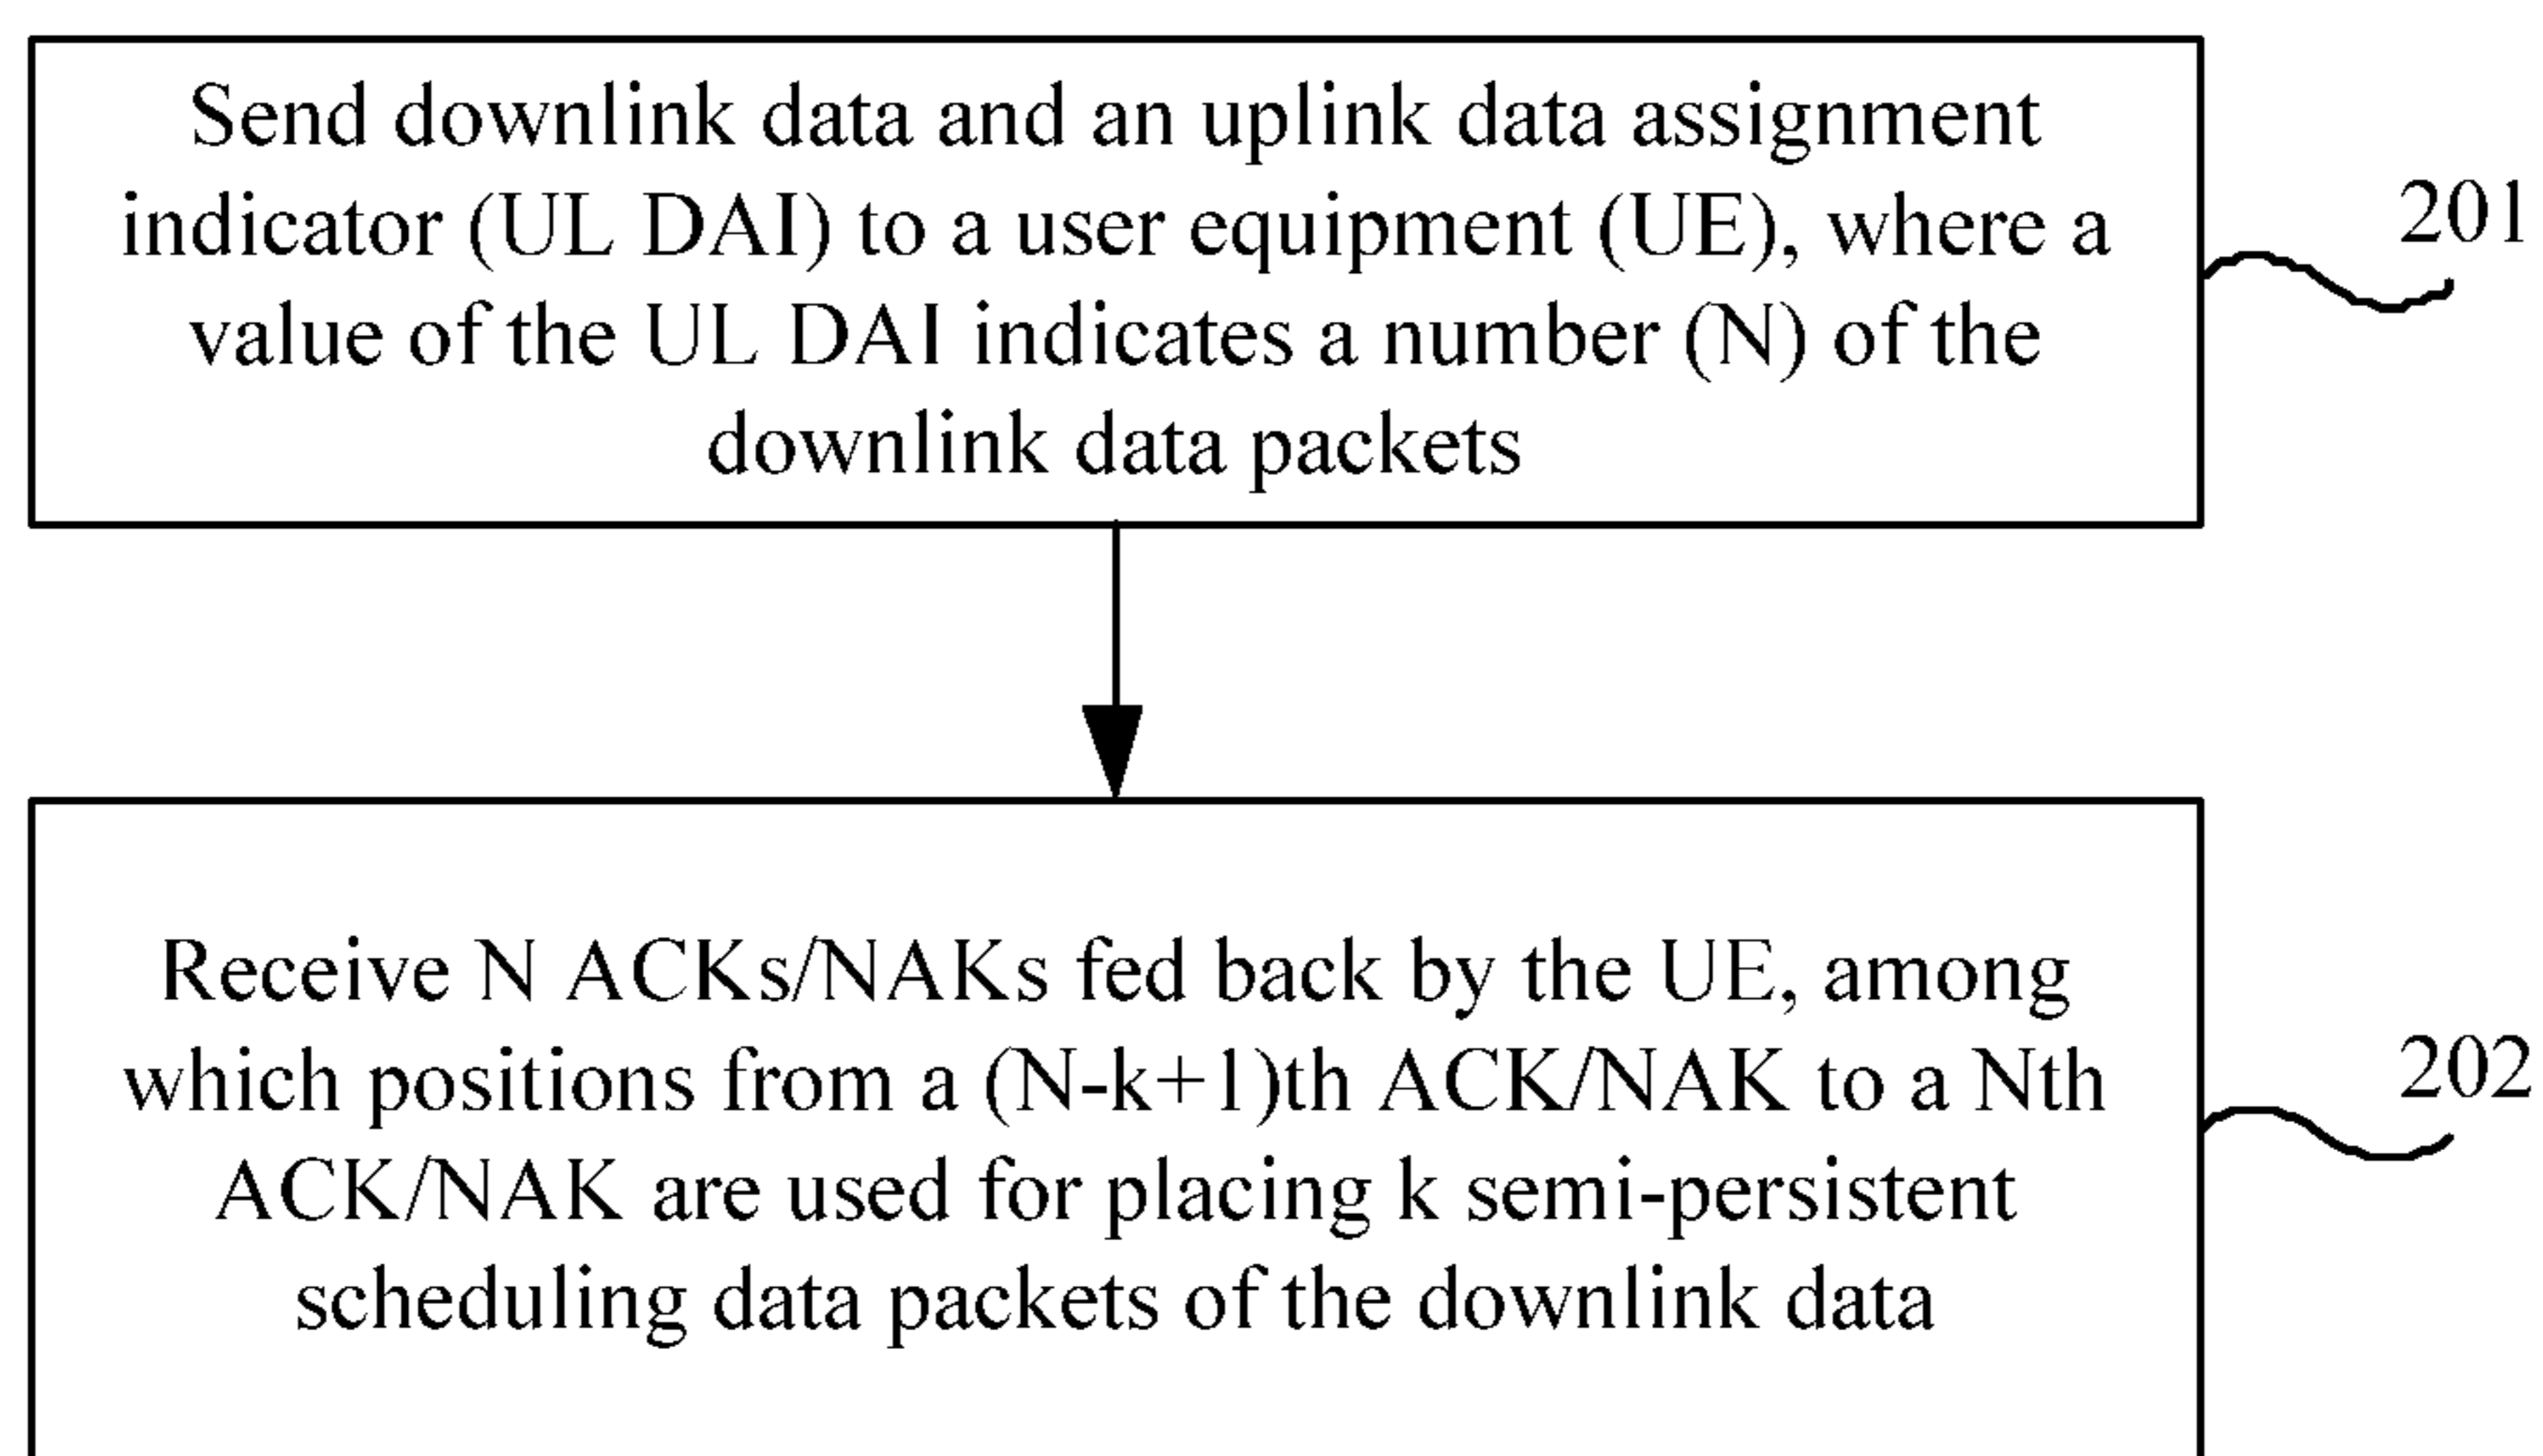 Send downlink data and an uplink data assignment
indicator (UL DAI) to a user equipment (UE), where a
value of the UL DAI indicates a number (N) of the
downlink data packets
201
Receive N ACKs/NAKs fed back by the UE, among
which positions from a (N-k+1)th ACK/NAK to a Nth
ACK/NAK are used for placing k semi-persistent
scheduling data packets of the downlink data
202